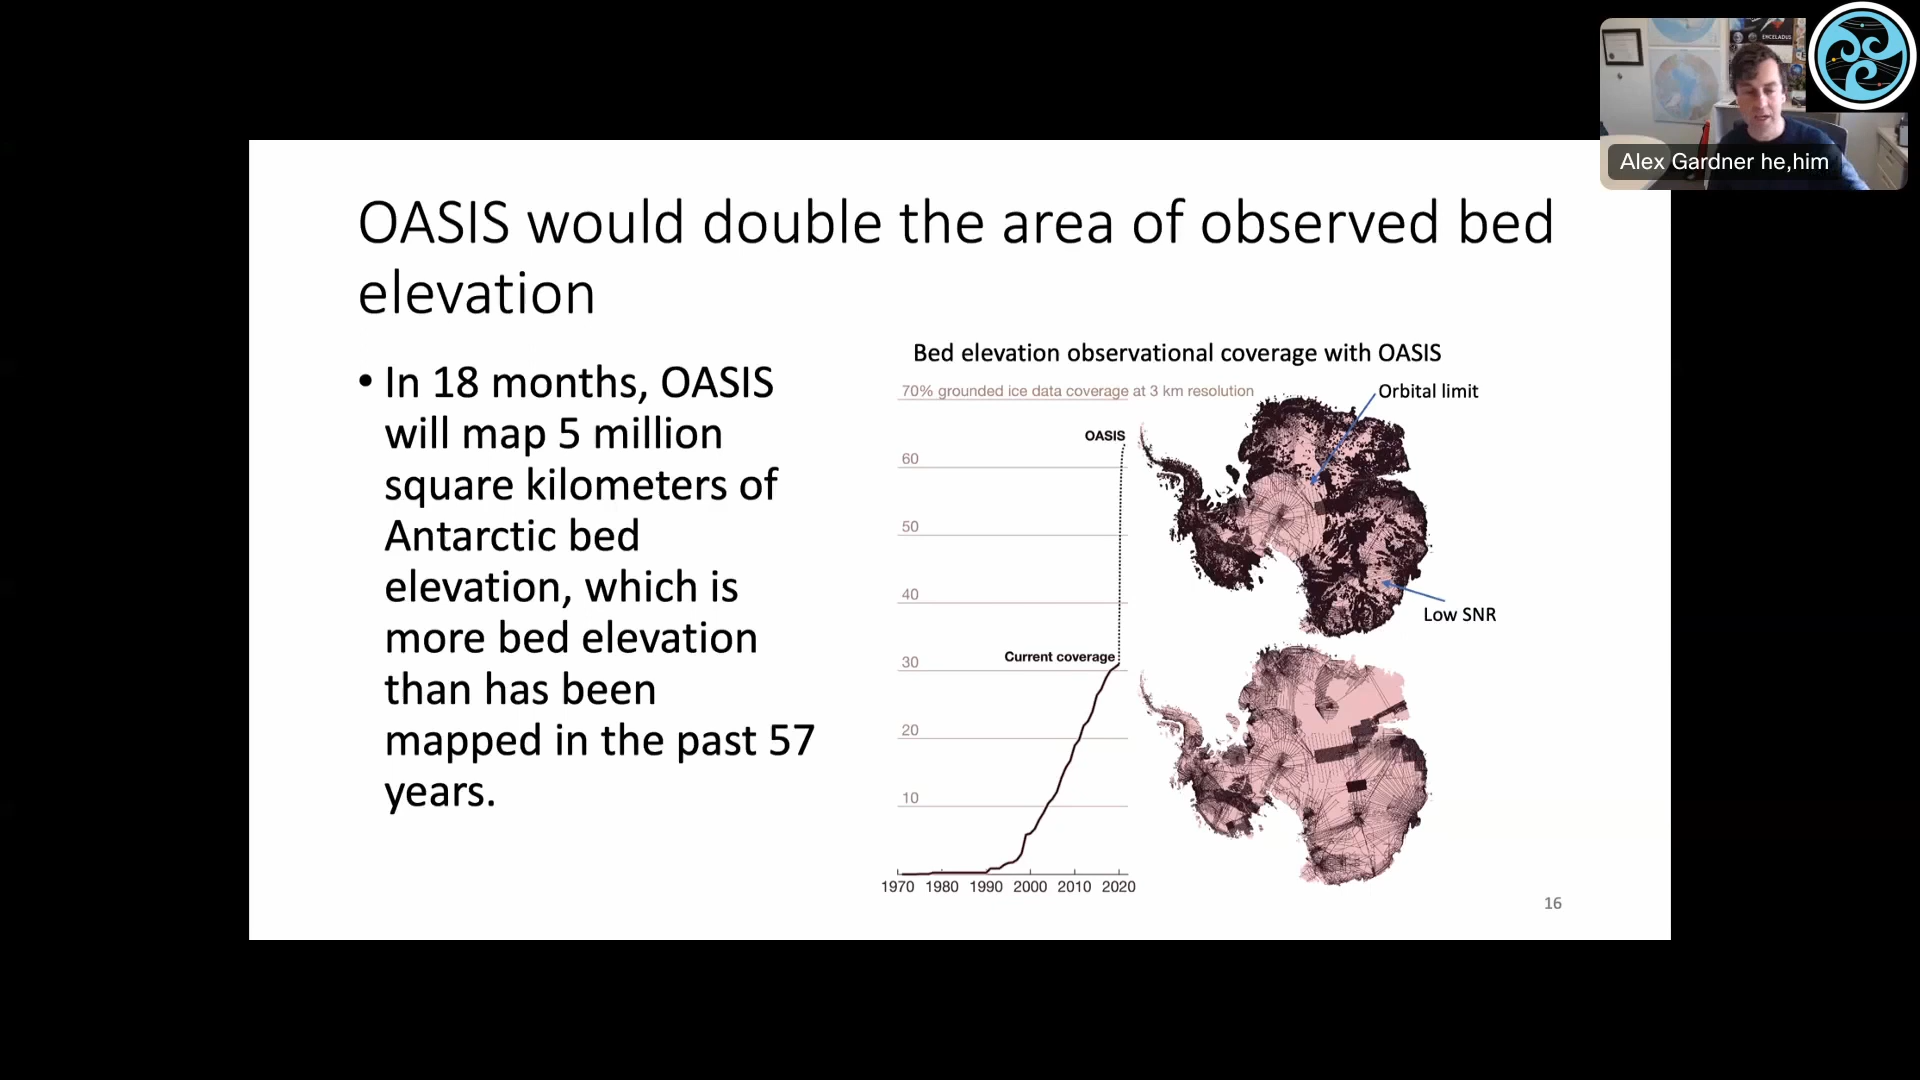 ENCELADUS
Alex Gardner he,him
OASIS would double the area of observed bed
elevation
• In 18 months, OASIS
will map 5 million
square kilometers of
Antarctic bed
elevation, which is
more bed elevation
than has been
mapped in the past 57
years.
Bed elevation observational coverage with OASIS
70% grounded ice data coverage at 3 km resolution
Orbital limit
OASIS
60
50
40
Low SNR
Current coverage
30
20
10
1970 1980 1990 2000 2010 2020
16